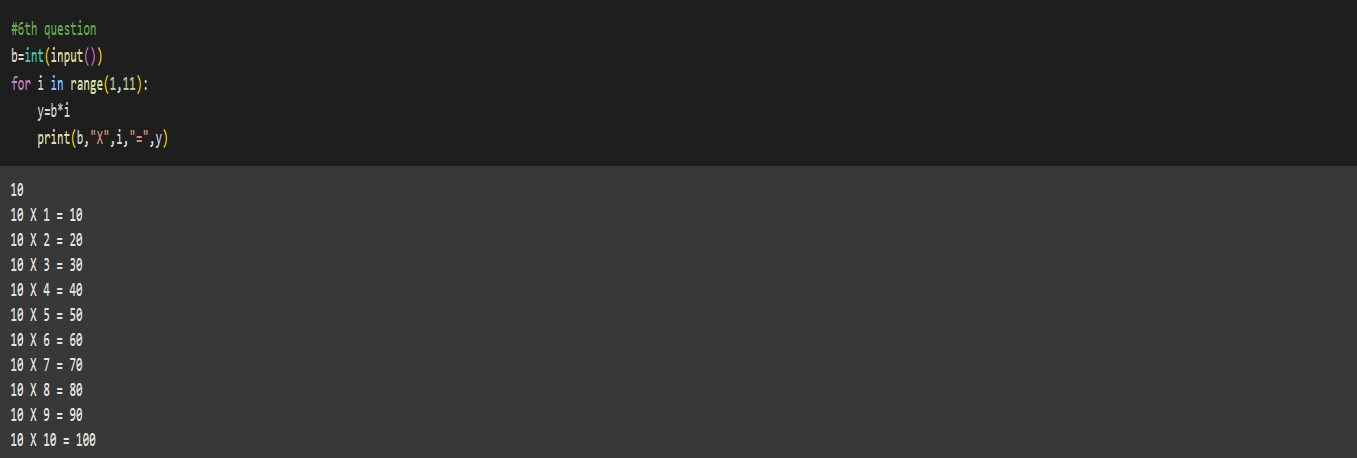 #6th question
b=int(input())
for i in range(1,11):
    y=b*i
    print(b,"X",i,"=",y)
10
10 X 1 = 10
10 X 2 = 20
10 X 3 = 30
10 X 4 = 40
10 X 5 = 50
10 X 6 = 60
10 X 7 = 70
10 X 8 = 80
10 X 9 = 90
10 X 10 = 100